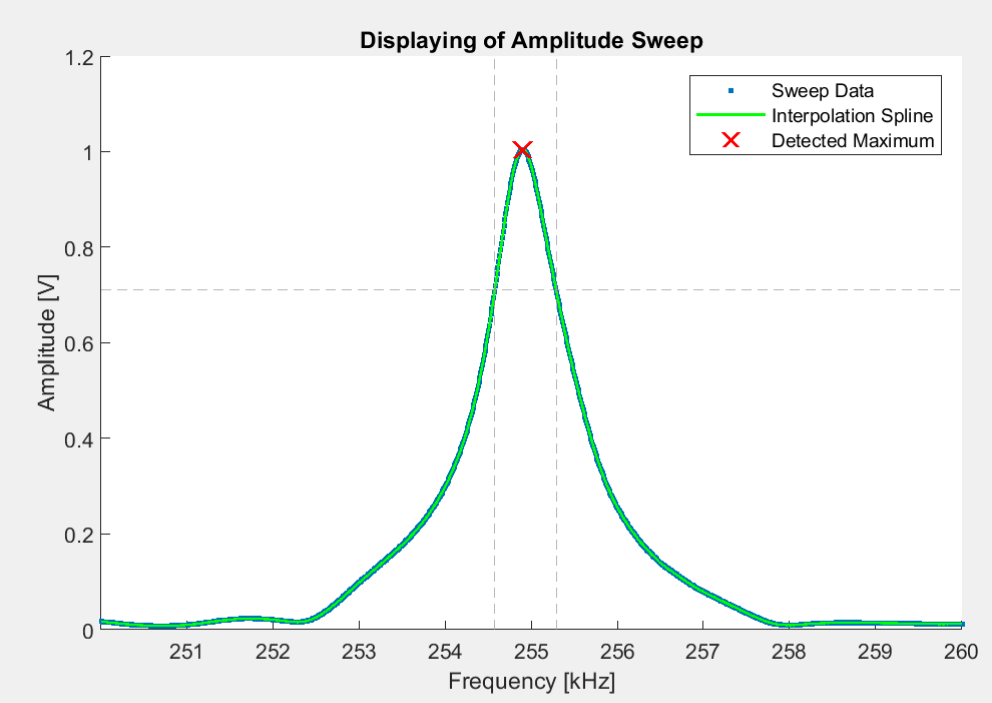 Displaying of Amplitude Sweep
1.2
1
0.8
0.6
0.4
0.2
0
Amplitude [V]
Sweep Data
Interpolation Spline
Detected Maximum
251 252 253 254 255 256 257 258 259 260
Frequency [kHz]